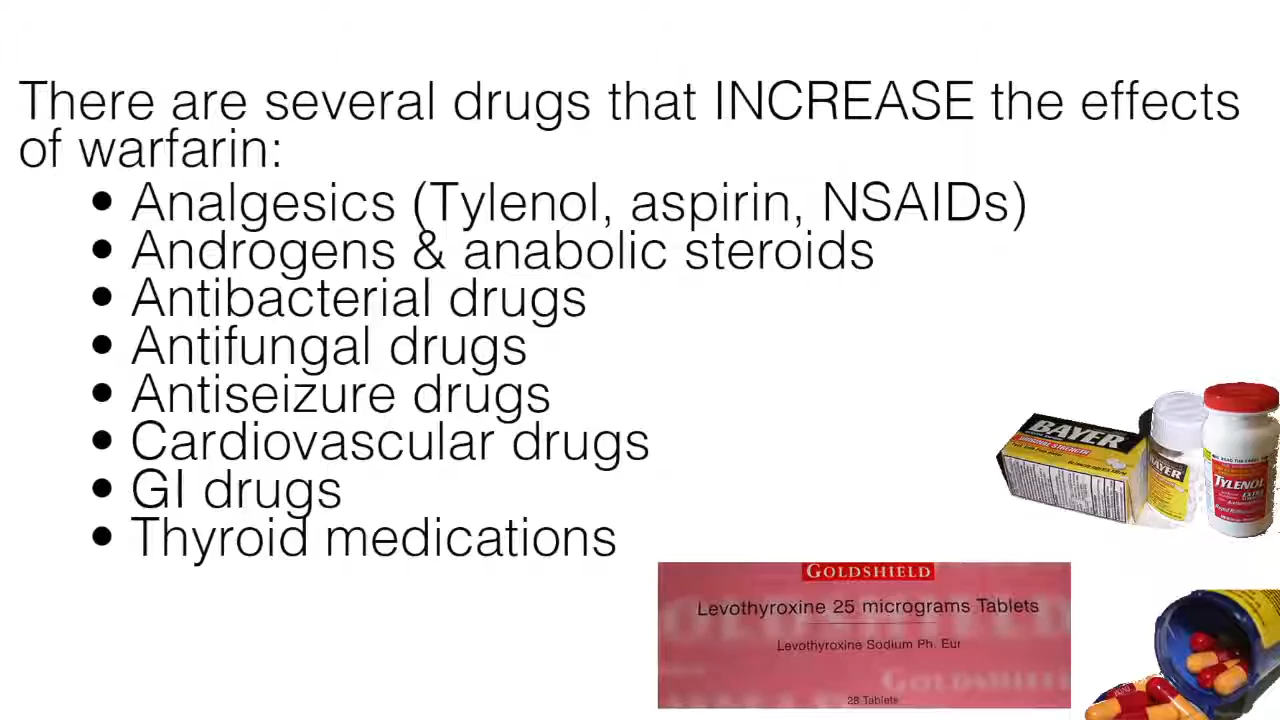 There are several drugs that INCREASE the effects
of warfarin:
• Analgesics (Tylenol, aspirin, NSAIDs)
• Androgens & anabolic steroids
• Antibacterial drugs
• Antifungal drugs
• Antiseizure drugs
• Cardiovascular drugs
• GI drugs
• Thyroid medications
BAYER
BAYER
TYLENOL
GOLDSHIELD
Levothyroxine 25 micrograms Tablets
Levothyroxine Sodium Ph. Eur
GOLDSHIELD
28 Tablets